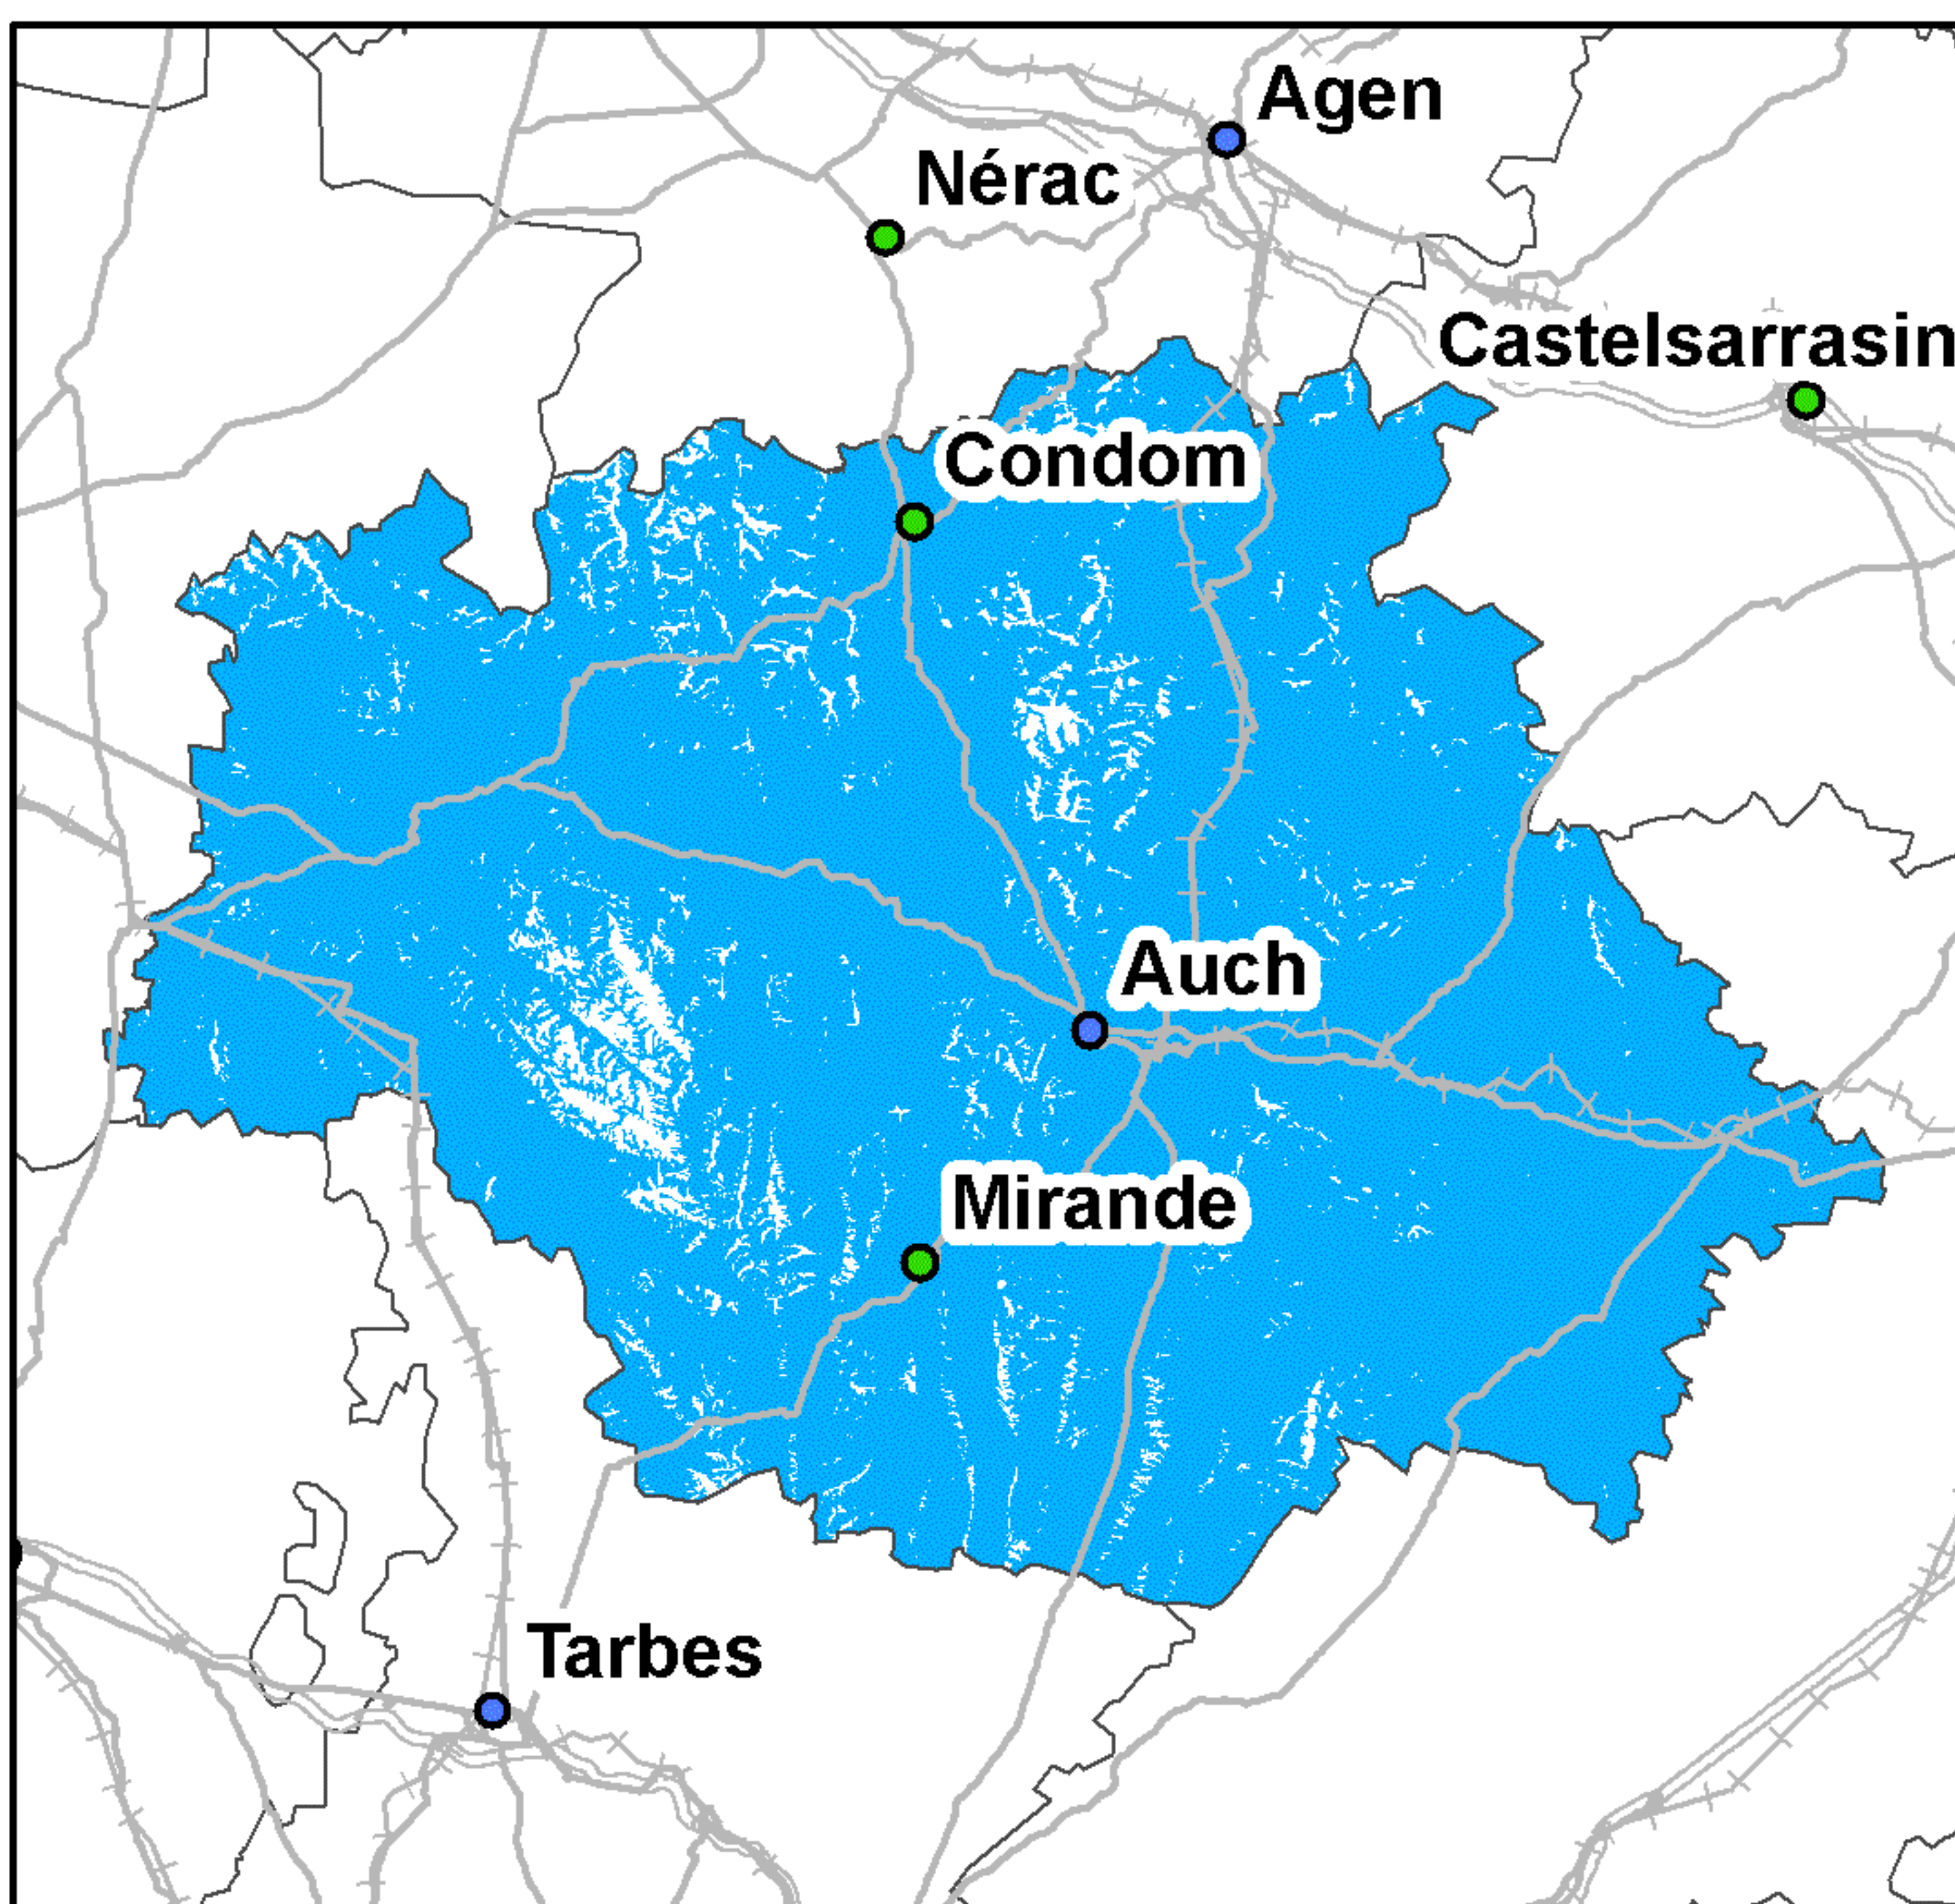 Agen
Nérac
Castelsarrasin
Condom
Auch
Mirande
Tarbes